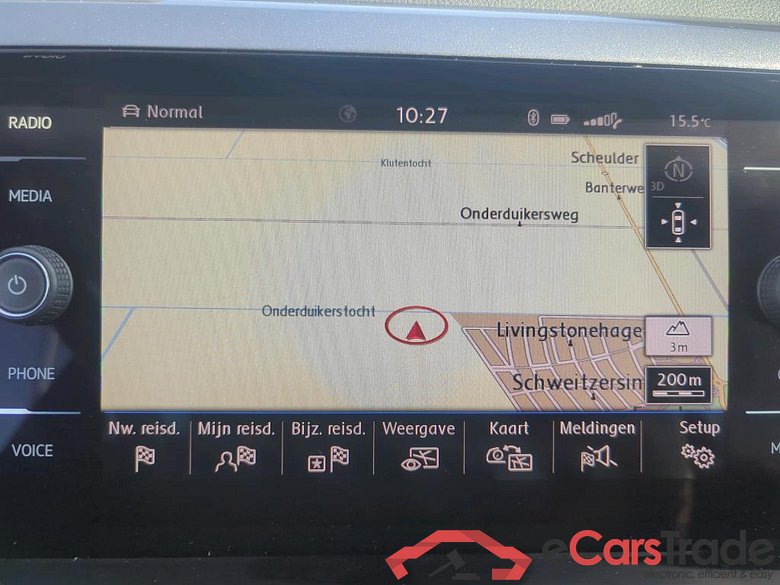 RADIO
MEDIA
PHONE
VOICE
Normal
10:27
15.5°C
Klutentocht
Scheulder
Banterwe
N
3D
Onderduikersweg
Onderduikerstocht
Livingstonehage
3m
Schweitzersin
200m
Nw. reisd.
Mijn reisd.
Bijz. reisd.
Weergave
Kaart
Meldingen
Setup
M
eCarsTrade
electronic, efficient & easy